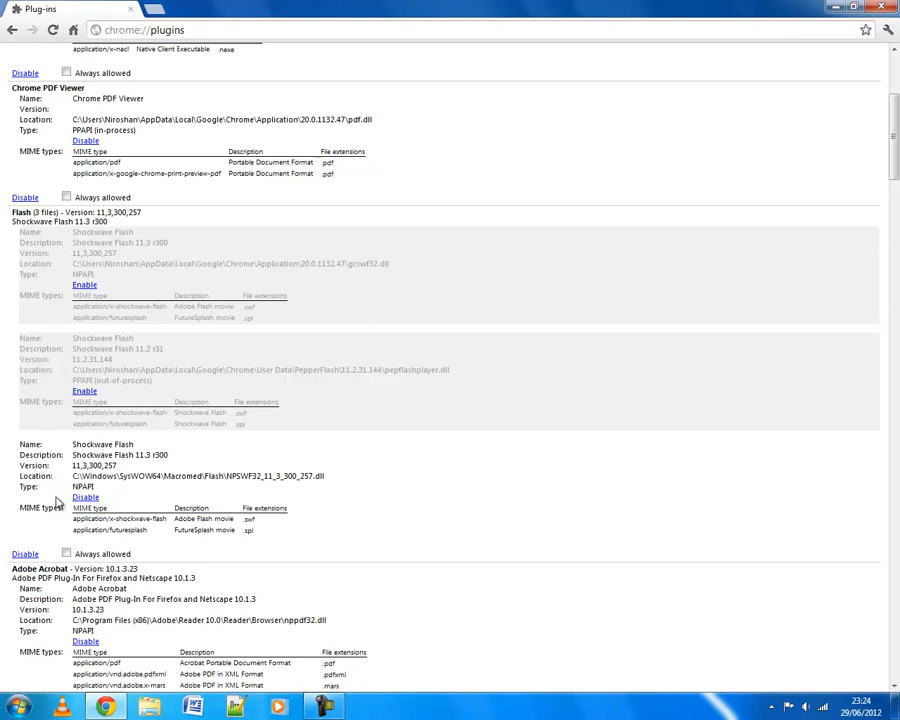 Plug-ins
chrome://plugins
application/x-nacl Native Client Executable .nexe
Disable Always allowed
Chrome PDF Viewer
Name: Chrome PDF Viewer
Version:
Location: C:\Users\Niroshan\AppData\Local\Google\Chrome\Application\20.0.1132.47\pdf.dll
Type: PPAPI (in-process)
Disable
MIME types: MIME type Description File extensions
application/pdf Portable Document Format .pdf
application/x-google-chrome-print-preview-pdf Portable Document Format .pdf
Disable Always allowed
Flash (3 files) - Version: 11,3,300,257
Shockwave Flash 11.3 r300
Name: Shockwave Flash
Description: Shockwave Flash 11.3 r300
Version: 11,3,300,257
Location: C:\Users\Niroshan\AppData\Local\Google\Chrome\Application\20.0.1132.47\gcswf32.dll
Type: NPAPI
Enable
MIME types: MIME type Description File extensions
application/x-shockwave-flash Adobe Flash movie .swf
application/futuresplash FutureSplash movie .spl
Name: Shockwave Flash
Description: Shockwave Flash 11.2 r31
Version: 11.2.31.144
Location: C:\Users\Niroshan\AppData\Local\Google\Chrome\User Data\PepperFlash\11.2.31.144\pepflashplayer.dll
Type: PPAPI (out-of-process)
Enable
MIME types: MIME type Description File extensions
application/x-shockwave-flash Shockwave Flash .swf
application/futuresplash Shockwave Flash .spl
Name: Shockwave Flash
Description: Shockwave Flash 11.3 r300
Version: 11,3,300,257
Location: C:\Windows\SysWOW64\Macromed\Flash\NPSWF32_11_3_300_257.dll
Type: NPAPI
Disable
MIME types: MIME type Description File extensions
application/x-shockwave-flash Adobe Flash movie .swf
application/futuresplash FutureSplash movie .spl
Disable Always allowed
Adobe Acrobat - Version: 10.1.3.23
Adobe PDF Plug-In For Firefox and Netscape 10.1.3
Name: Adobe Acrobat
Description: Adobe PDF Plug-In For Firefox and Netscape 10.1.3
Version: 10.1.3.23
Location: C:\Program Files (x86)\Adobe\Reader 10.0\Reader\Browser\nppdf32.dll
Type: NPAPI
Disable
MIME types: MIME type Description File extensions
application/pdf Acrobat Portable Document Format .pdf
application/vnd.adobe.pdfxml Adobe PDF in XML Format .pdfxml
application/vnd.adobe.x-mars Adobe PDF in XML Format .mars
23:24
29/06/2012